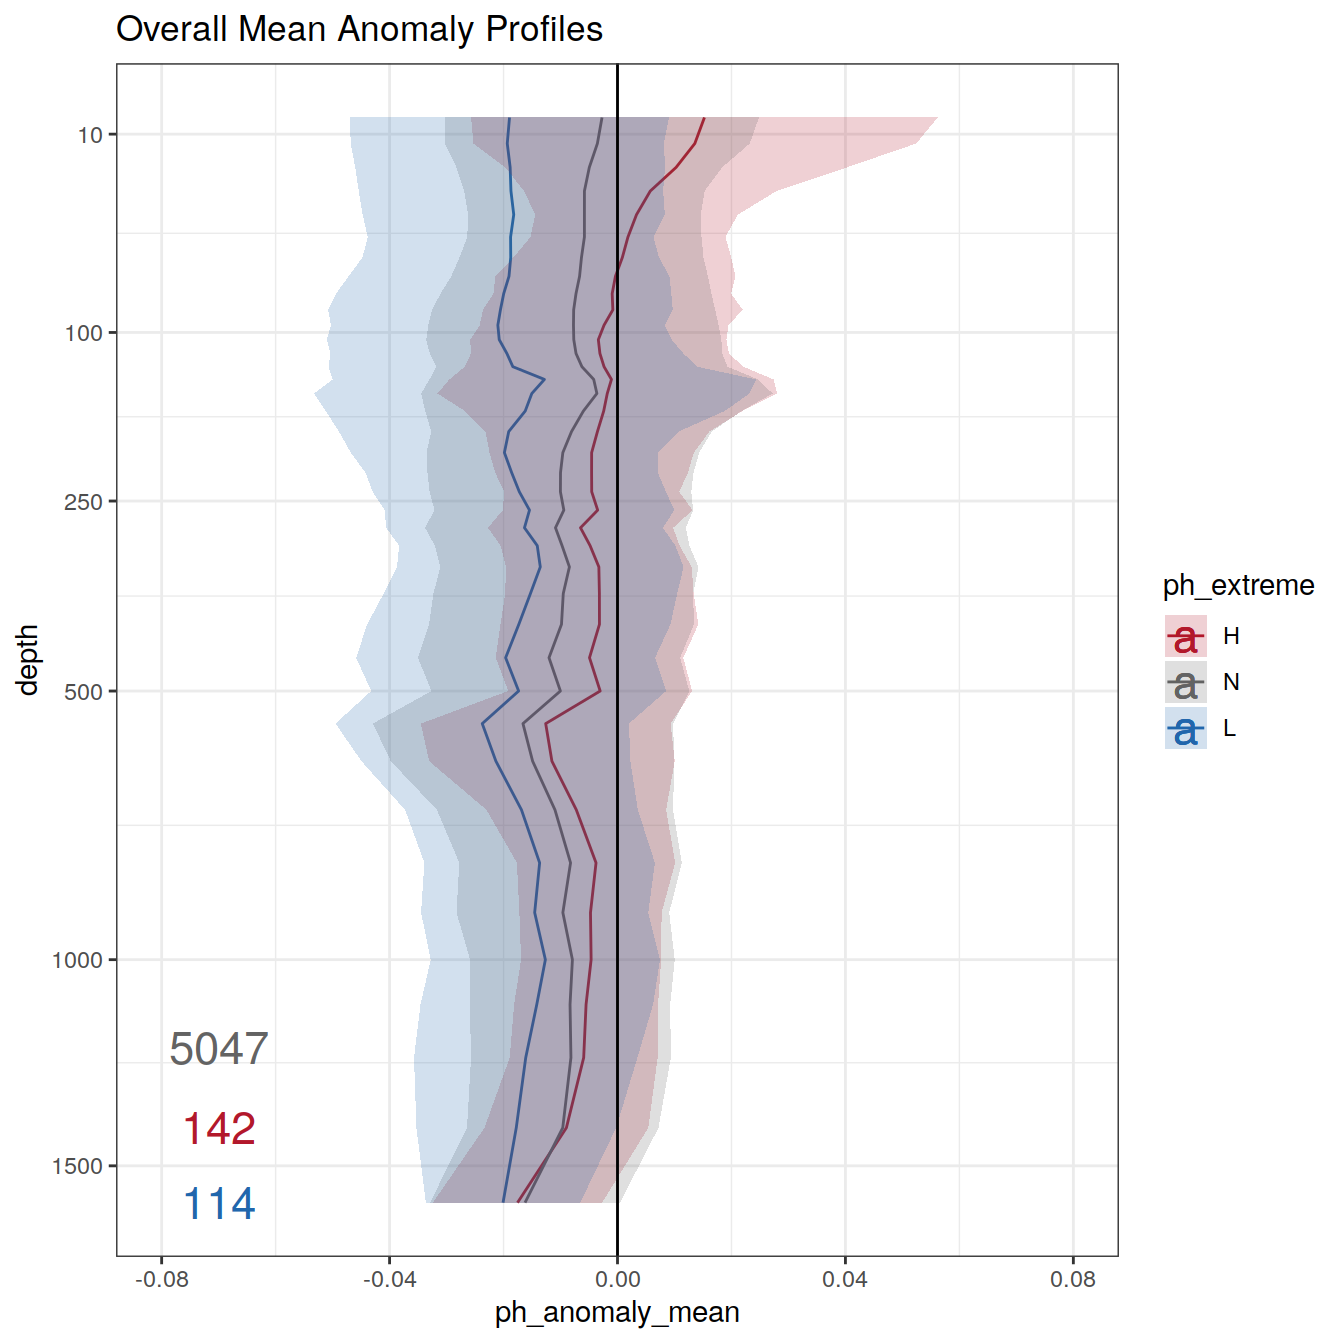 Overall Mean Anomaly Profiles
depth
10
100
250
500
1000
1500
5047
142
114
-0.08 -0.04 0.00 0.04 0.08
ph_anomaly_mean
ph_extreme
a H
a N
a L